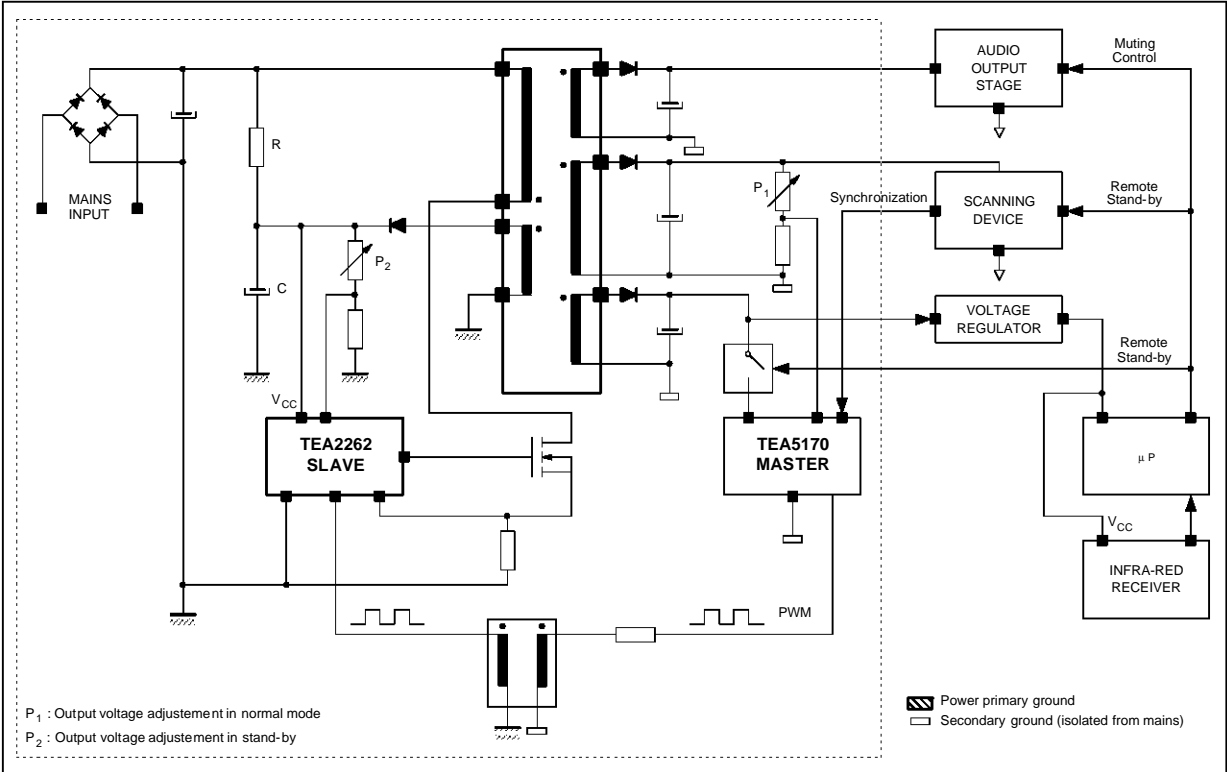 AUDIO
OUTPUT
STAGE
Muting
Control
R
MAINS
INPUT
P1
Synchronization
SCANNING
DEVICE
Remote
Stand-by
P2
C
VOLTAGE
REGULATOR
Remote
Stand-by
VCC
TEA2262
SLAVE
TEA5170
MASTER
μP
VCC
INFRA-RED
RECEIVER
PWM
P1 : Output voltage adjustement in normal mode
P2 : Output voltage adjustement in stand-by
Power primary ground
Secondary ground (isolated from mains)